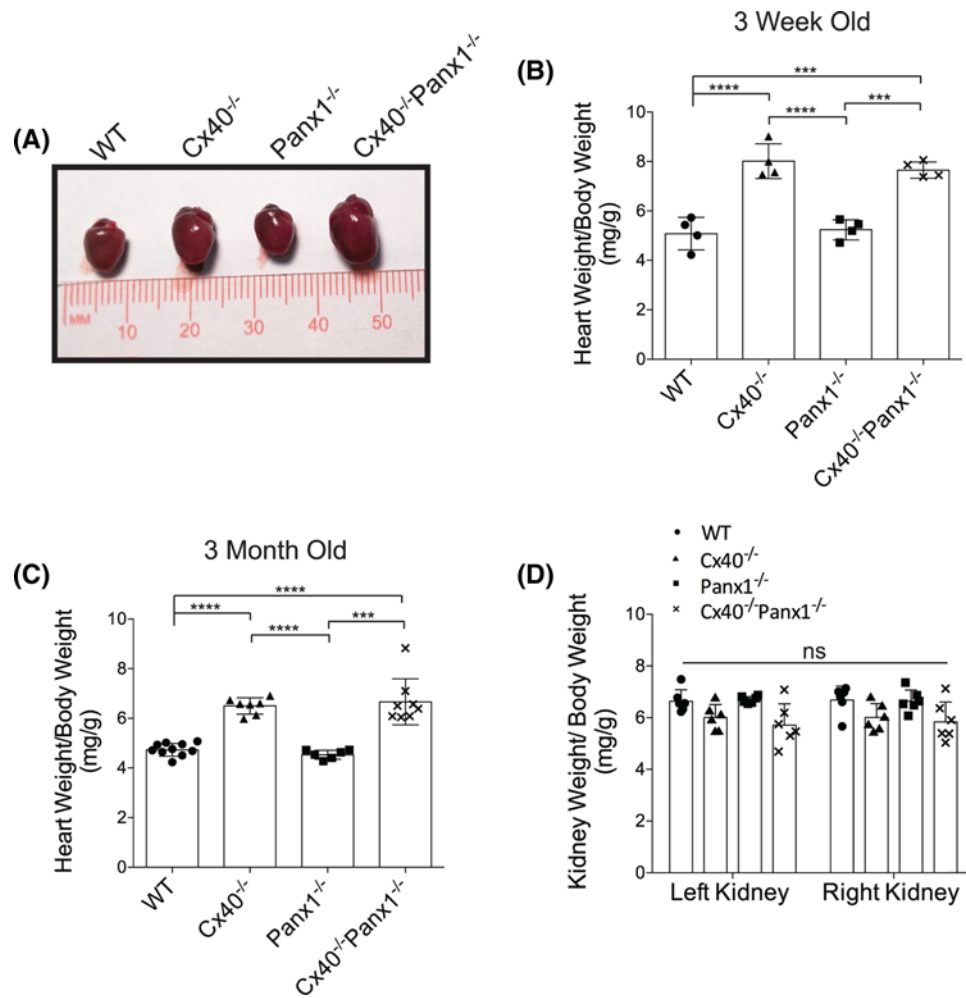 (A)
WT
Cx40⁻/⁻
Panx1⁻/⁻
Cx40⁻/⁻Panx1⁻/⁻
MM
10
20
30
40
50
3 Week Old
(B)
***
****
****
***
Heart Weight/Body Weight
(mg/g)
10
8
6
4
2
0
WT
Cx40⁻/⁻
Panx1⁻/⁻
Cx40⁻/⁻Panx1⁻/⁻
3 Month Old
(C)
****
****
****
***
Heart Weight/Body Weight
(mg/g)
10
8
6
4
2
0
WT
Cx40⁻/⁻
Panx1⁻/⁻
Cx40⁻/⁻Panx1⁻/⁻
(D)
WT
Cx40⁻/⁻
Panx1⁻/⁻
Cx40⁻/⁻Panx1⁻/⁻
ns
Kidney Weight/ Body Weight
(mg/g)
10
8
6
4
2
0
Left Kidney
Right Kidney